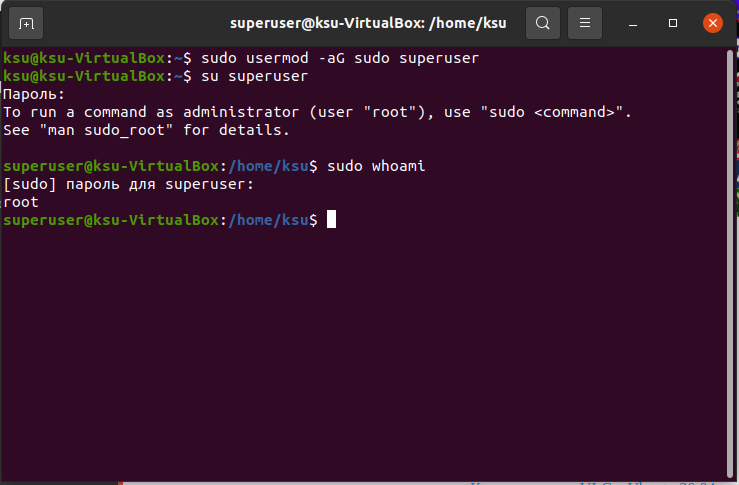 superuser@ksu-VirtualBox: /home/ksu
ksu@ksu-VirtualBox:~$ sudo usermod -aG sudo superuser
ksu@ksu-VirtualBox:~$ su superuser
Пароль:
To run a command as administrator (user "root"), use "sudo <command>".
See "man sudo_root" for details.
superuser@ksu-VirtualBox:/home/ksu$ sudo whoami
[sudo] пароль для superuser:
root
superuser@ksu-VirtualBox:/home/ksu$